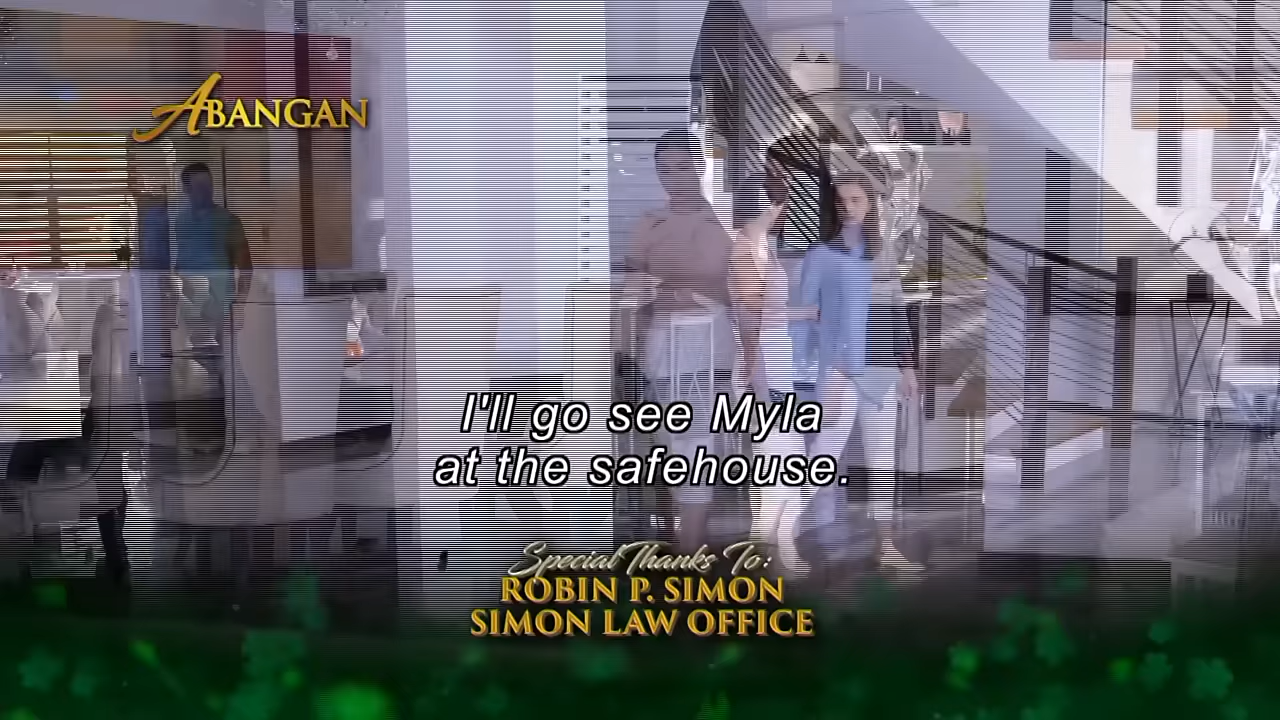 ABANGAN
I'll go see Myla
at the safehouse.
Special Thanks To:
ROBIN P. SIMON
SIMON LAW OFFICE